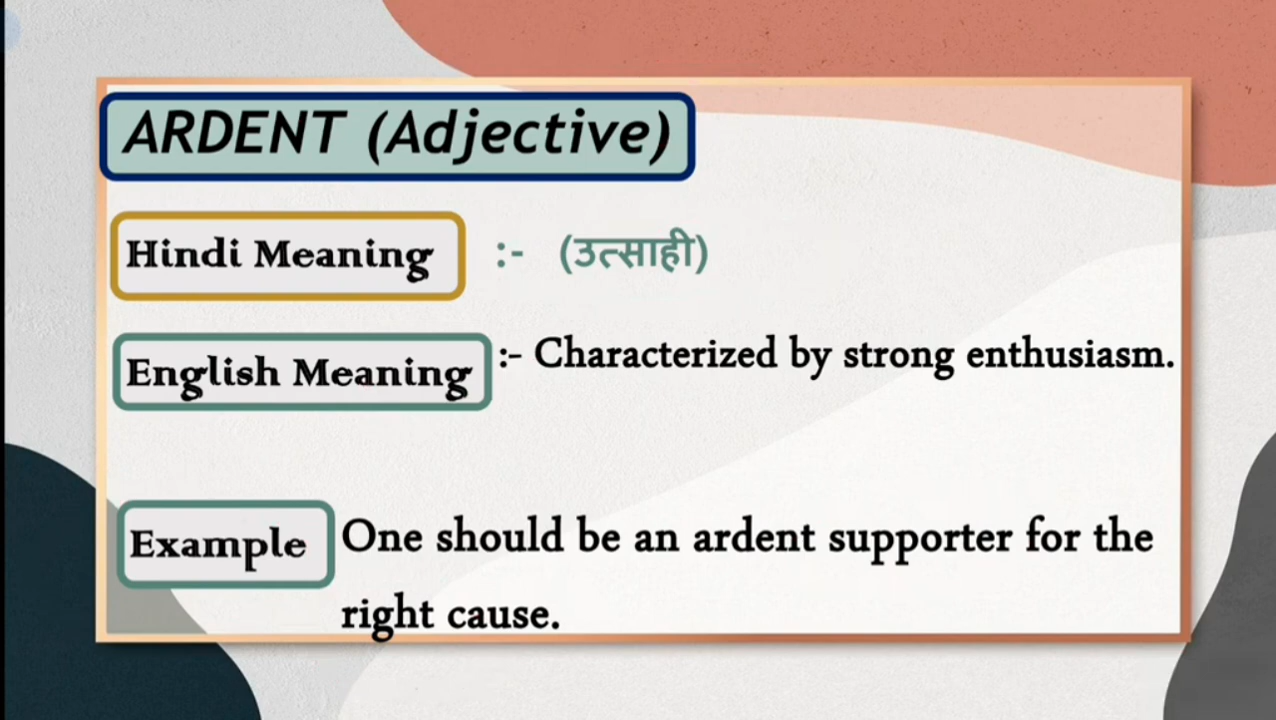 ARDENT (Adjective)
Hindi Meaning :- (उत्साही)
English Meaning :- Characterized by strong enthusiasm.
Example One should be an ardent supporter for the
right cause.